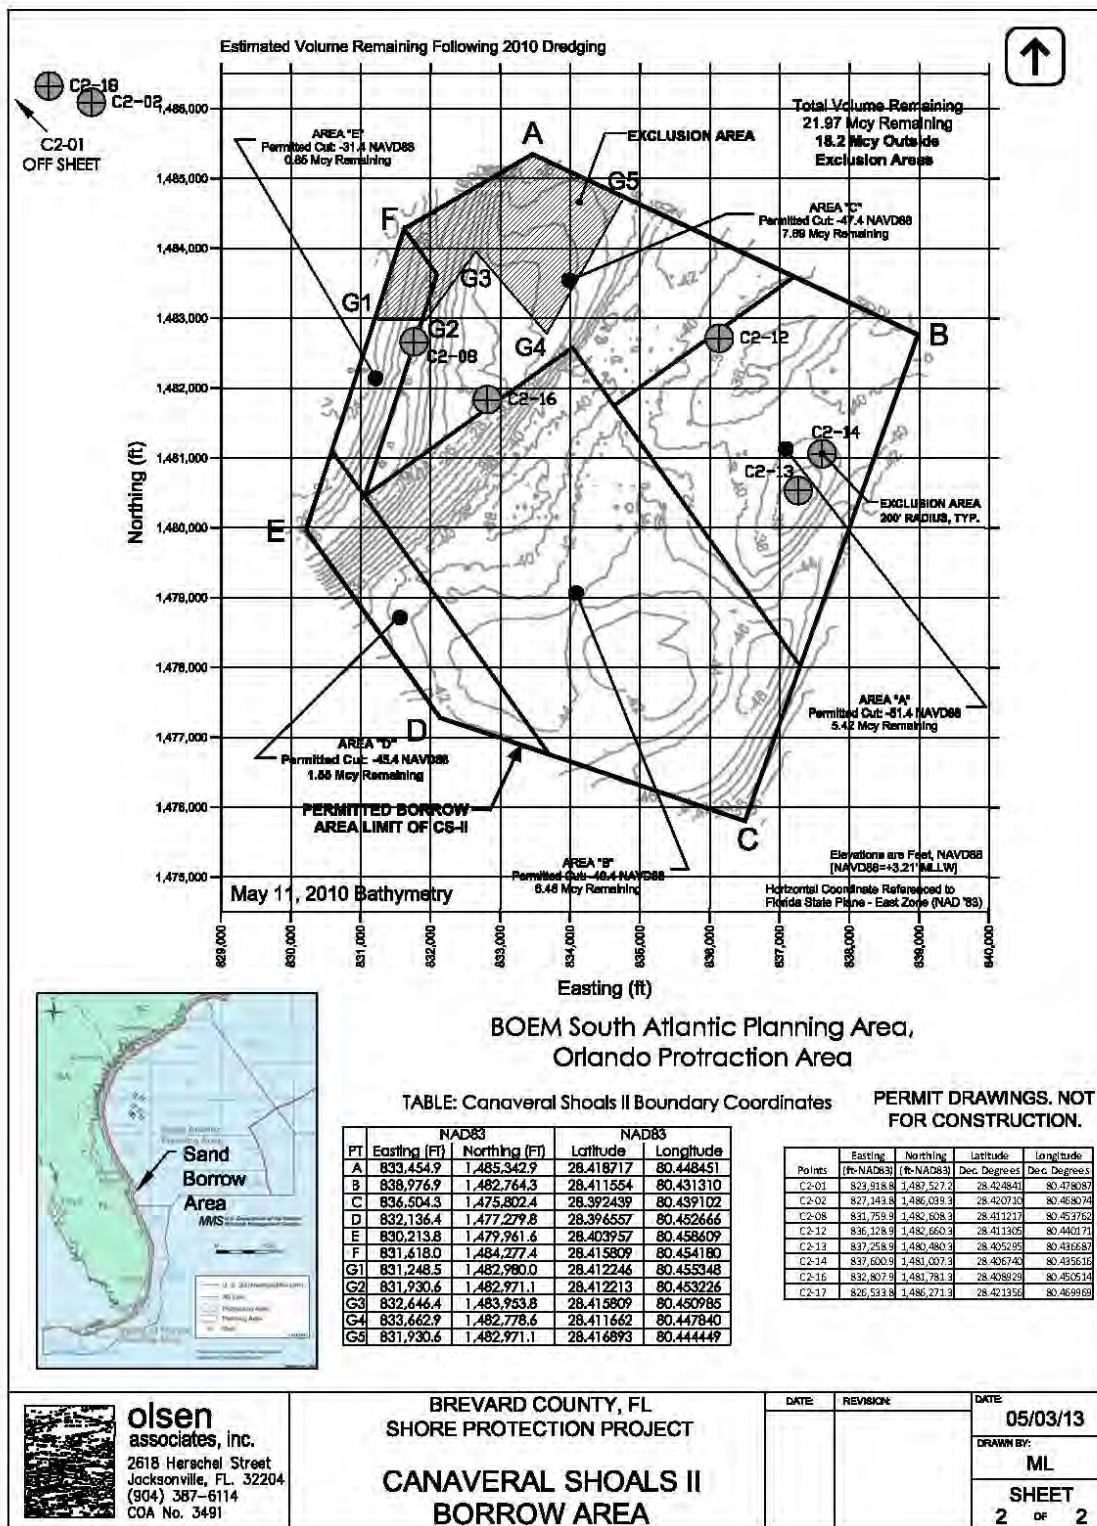 Estimated Volume Remaining Following 2010 Dredging
C2-18
C2-02
C2-01
OFF SHEET
Total Volume Remaining
21.97 Mcy Remaining
18.2 Mcy Outside
Exclusion Areas
AREA "E"
Permitted Cut: -31.4 NAVD88
0.85 Mcy Remaining
EXCLUSION AREA
AREA "C"
Permitted Cut: -47.4 NAVD88
7.69 Mcy Remaining
A
B
C
D
E
F
G1
G2
G3
G4
G5
C2-08
C2-12
C2-16
C2-14
C2-13
EXCLUSION AREA
200' RADIUS, TYP.
AREA "A"
Permitted Cut: -51.4 NAVD88
5.42 Mcy Remaining
AREA "D"
Permitted Cut: -45.4 NAVD88
1.55 Mcy Remaining
PERMITTED BORROW
AREA LIMIT OF CS-II
AREA "B"
6.46 Mcy Remaining
Elevations are Feet, NAVD88
[NAVD88=+3.21' MLLW]
May 11, 2010 Bathymetry
Horizontal Coordinate Referenced to
Florida State Plane - East Zone (NAD '83)
Northing (ft)
1,486,000
1,485,000
1,484,000
1,483,000
1,482,000
1,481,000
1,480,000
1,479,000
1,478,000
1,477,000
1,476,000
1,475,000
829,000 830,000 831,000 832,000 833,000 834,000 835,000 836,000 837,000 838,000 839,000 840,000
Easting (ft)
BOEM South Atlantic Planning Area,
Orlando Protraction Area
Sand
Borrow
Area
MMS
TABLE: Canaveral Shoals II Boundary Coordinates
NAD83 NAD83
PT Easting (FT) Northing (FT) Latitude Longitude
A 833,454.9 1,485,342.9 28.418717 80.448451
B 838,976.9 1,482,764.3 28.411554 80.431310
C 836,504.3 1,475,802.4 28.392439 80.439102
D 832,136.4 1,477,279.8 28.396557 80.452666
E 830,213.8 1,479,961.6 28.403957 80.458609
F 831,618.0 1,484,277.4 28.415809 80.454180
G1 831,248.5 1,482,980.0 28.412246 80.455348
G2 831,930.6 1,482,971.1 28.412213 80.453226
G3 832,646.4 1,483,953.8 28.415809 80.450985
G4 833,662.9 1,482,778.6 28.411662 80.447840
G5 831,930.6 1,482,971.1 28.416893 80.444449
PERMIT DRAWINGS. NOT
FOR CONSTRUCTION.
Easting Northing Latitude Longitude
Points (ft-NAD83) (ft-NAD83) Dec. Degrees Dec. Degrees
C2-01 823,918.8 1,487,527.2 28.424841 80.478087
C2-02 827,143.8 1,486,039.3 28.420710 80.468074
C2-08 831,759.9 1,482,608.3 28.411217 80.453762
C2-12 836,128.9 1,482,660.3 28.411305 80.440171
C2-13 837,258.9 1,480,480.3 28.405295 80.436687
C2-14 837,600.9 1,481,007.3 28.406740 80.435616
C2-16 832,807.9 1,481,781.3 28.408929 80.450514
C2-17 826,533.8 1,486,271.3 28.421356 80.469969
olsen
associates, inc.
2618 Herschel Street
Jacksonville, FL. 32204
(904) 387-6114
COA No. 3491
BREVARD COUNTY, FL
SHORE PROTECTION PROJECT
CANAVERAL SHOALS II
BORROW AREA
DATE: REVISION:
DATE:
05/03/13
DRAWN BY:
ML
SHEET
2 OF 2